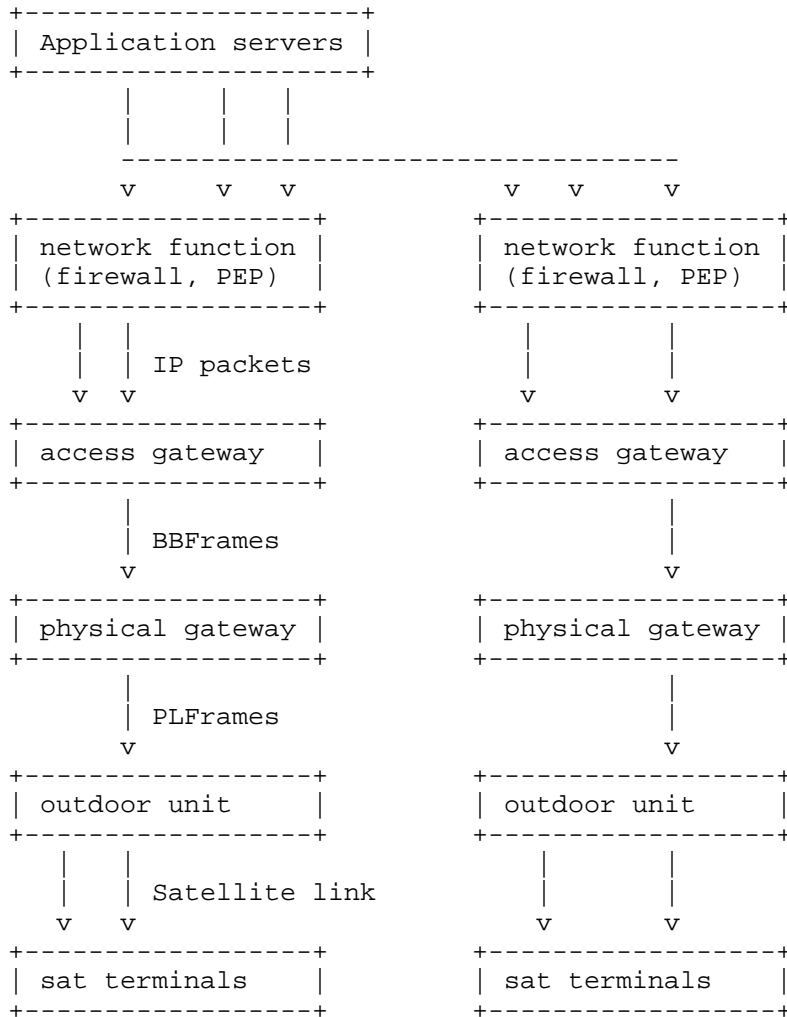 Application servers
network function
(firewall, PEP)
network function
(firewall, PEP)
IP packets
access gateway
access gateway
BBFrames
physical gateway
physical gateway
PLFrames
outdoor unit
outdoor unit
Satellite link
sat terminals
sat terminals